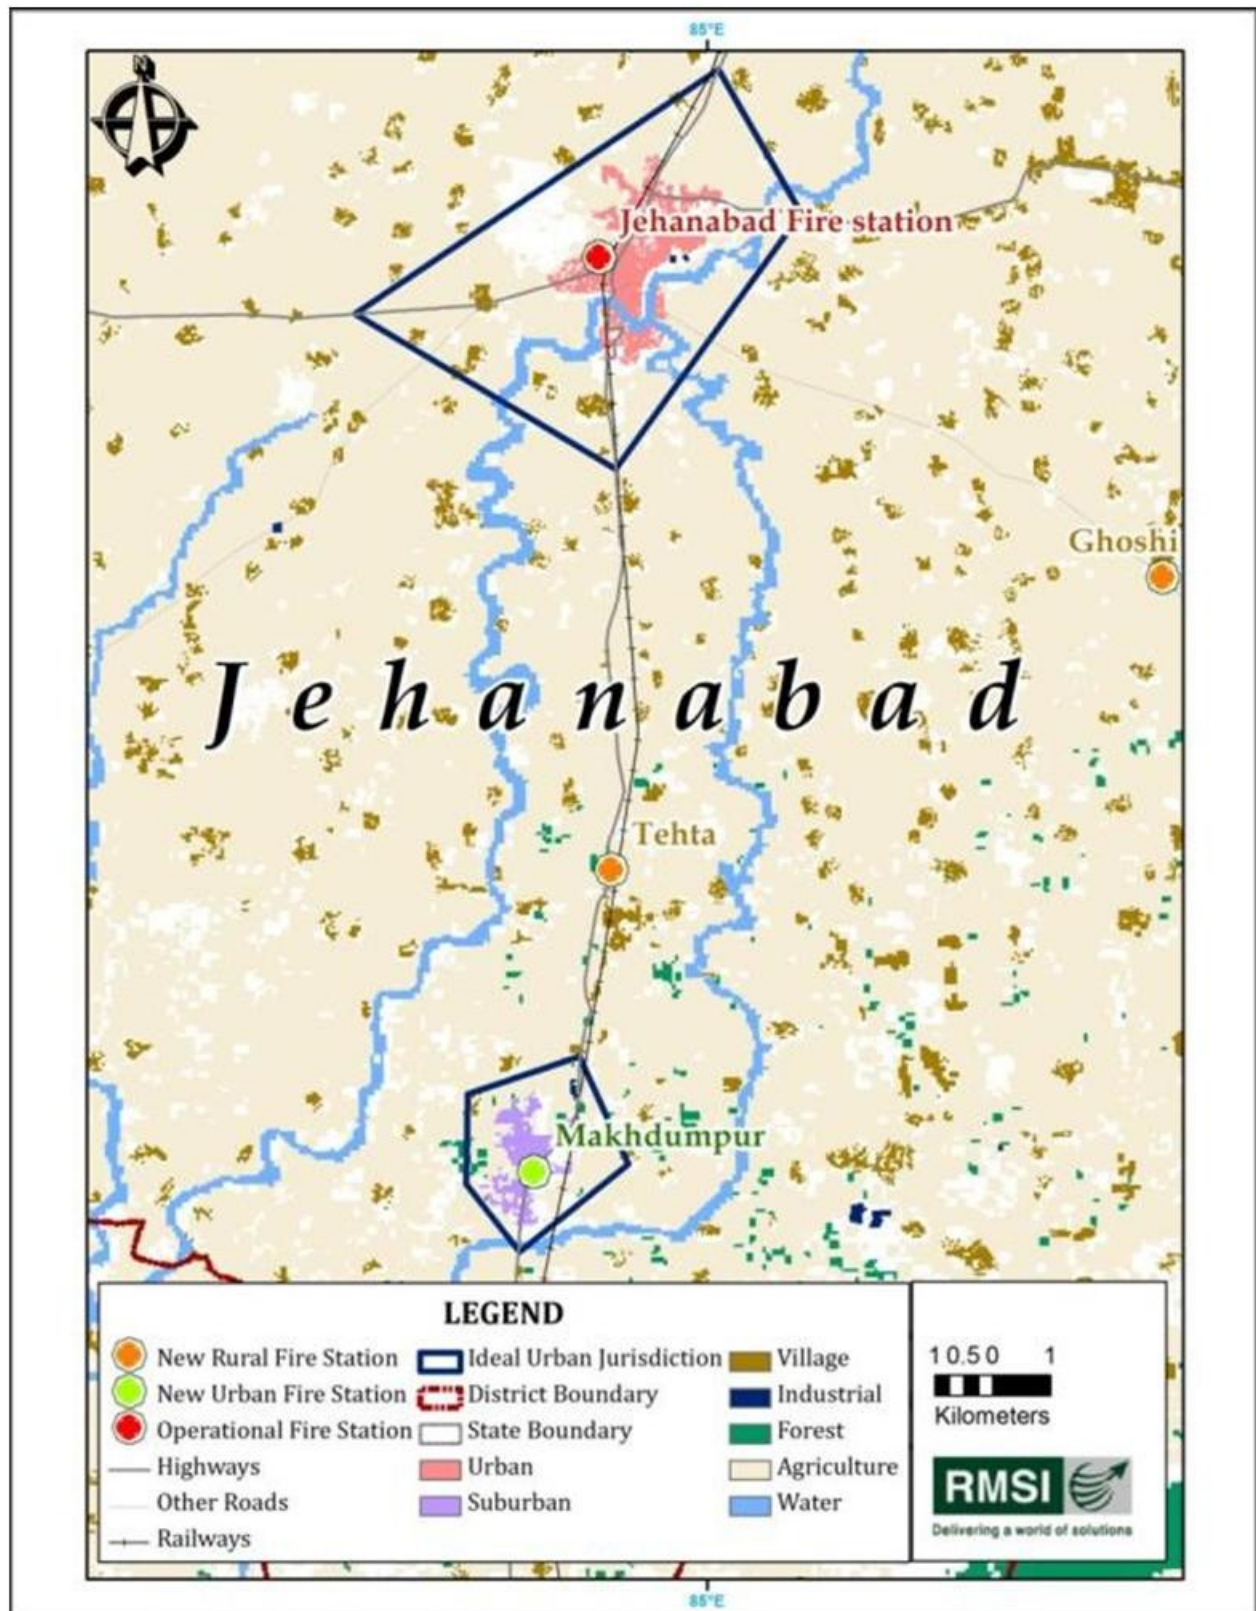 85°E
N
Jehanabad Fire station
Ghoshi
Jehanabad
Tehta
Makhdumpur
LEGEND
New Rural Fire Station
New Urban Fire Station
Operational Fire Station
Highways
Other Roads
Railways
Ideal Urban Jurisdiction
District Boundary
State Boundary
Urban
Suburban
Village
Industrial
Forest
Agriculture
Water
1 0.5 0 1
Kilometers
RMSI
Delivering a world of solutions
85°E